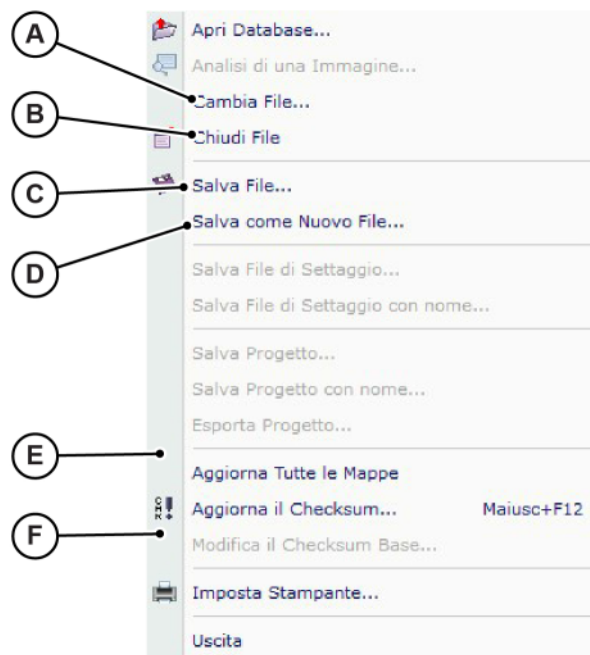 A
Apri Database...
Analisi di una Immagine...
Cambia File...
B
Chiudi File
C
Salva File...
Salva come Nuovo File...
D
Salva File di Settaggio...
Salva File di Settaggio con nome...
Salva Progetto...
Salva Progetto con nome...
Esporta Progetto...
E
Aggiorna Tutte le Mappe
Aggiorna il Checksum... Maiusc+F12
F
Modifica il Checksum Base...
Imposta Stampante...
Uscita